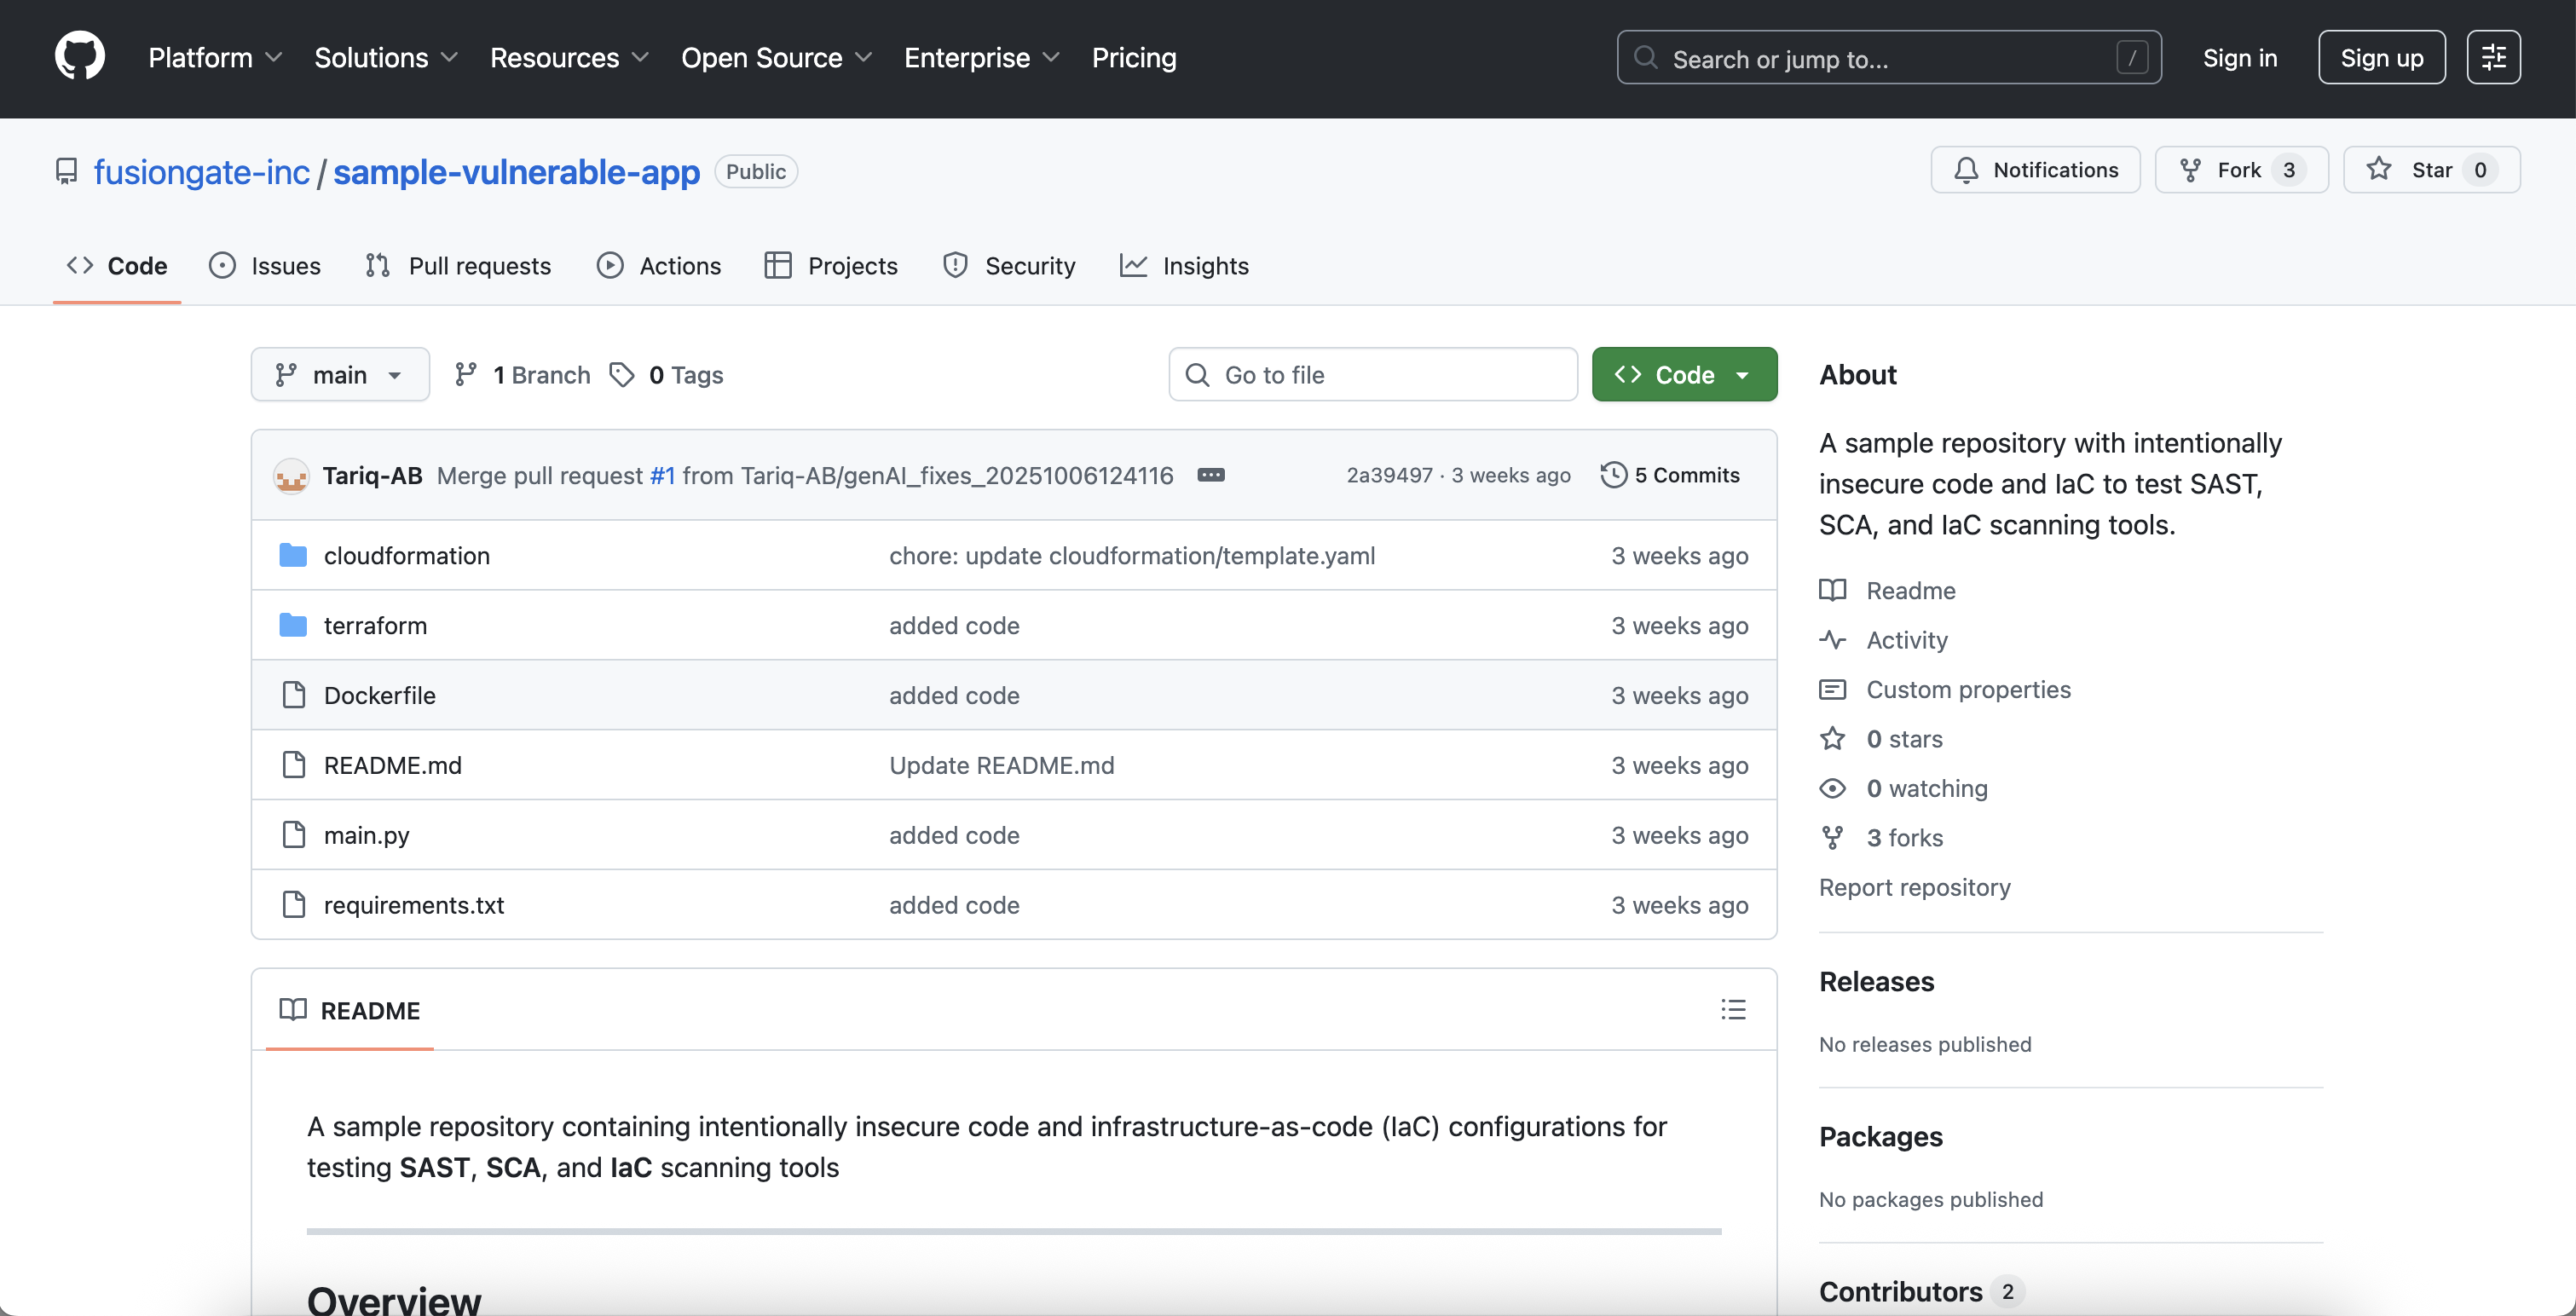 Platform Solutions Resources Open Source Enterprise Pricing Search or jump to... / Sign in Sign up
fusiongate-inc / sample-vulnerable-app Public Notifications Fork 3 Star 0
Code Issues Pull requests Actions Projects Security Insights
main 1 Branch 0 Tags Go to file Code
Tariq-AB Merge pull request #1 from Tariq-AB/genAI_fixes_20251006124116 2a39497 · 3 weeks ago 5 Commits
cloudformation chore: update cloudformation/template.yaml 3 weeks ago
terraform added code 3 weeks ago
Dockerfile added code 3 weeks ago
README.md Update README.md 3 weeks ago
main.py added code 3 weeks ago
requirements.txt added code 3 weeks ago
README
A sample repository containing intentionally insecure code and infrastructure-as-code (IaC) configurations for
testing SAST, SCA, and IaC scanning tools
Overview
About
A sample repository with intentionally
insecure code and IaC to test SAST,
SCA, and IaC scanning tools.
Readme
Activity
Custom properties
0 stars
0 watching
3 forks
Report repository
Releases
No releases published
Packages
No packages published
Contributors 2